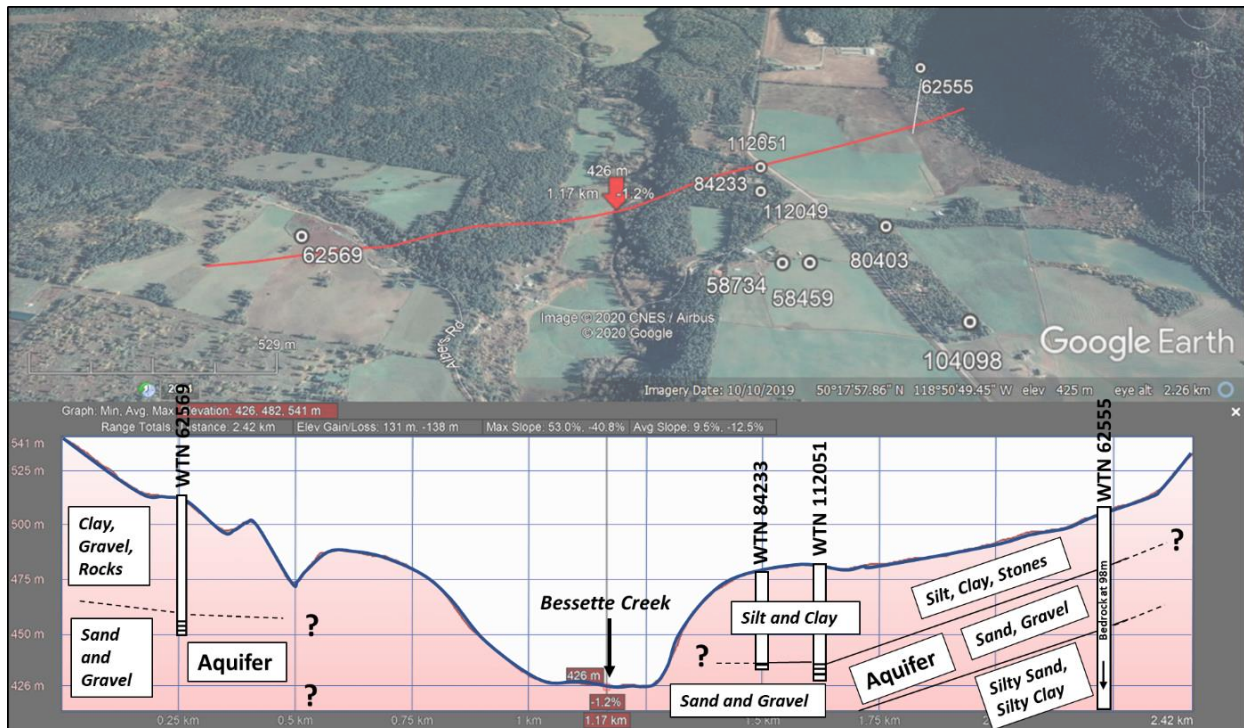 62555
112051
426 m
84233
1.17 km -1.2%
112049
62569
80403
58734
58459
Image © 2020 CNES / Airbus
© 2020 Google
Albers Rd
529 m
104098
Google Earth
Imagery Date: 10/10/2019 50°17'57.86" N 118°50'49.45" W elev 425 m eye alt 2.26 km
WTN 62569
WTN 62555
Graph: Min, Avg, Max Elevation: 426, 482, 541 m
Range Totals: Distance: 2.42 km Elev Gain/Loss: 131 m, -138 m Max Slope: 53.0%, -40.8% Avg Slope: 9.5%, -12.5%
541 m
525 m
500 m
475 m
450 m
426 m
WTN 84233
WTN 112051
Clay,
Gravel,
Rocks
?
Silt, Clay, Stones
Bessette Creek
Silt and Clay
Bedrock at 98m
Sand, Gravel
?
Sand
and
Gravel
Aquifer
?
Aquifer
426 m
Sand and Gravel
Silty Sand,
Silty Clay
?
-1.2%
0.25 km
0.5 km
0.75 km
1 km
1.17 km
1.5 km
1.75 km
2.42 km